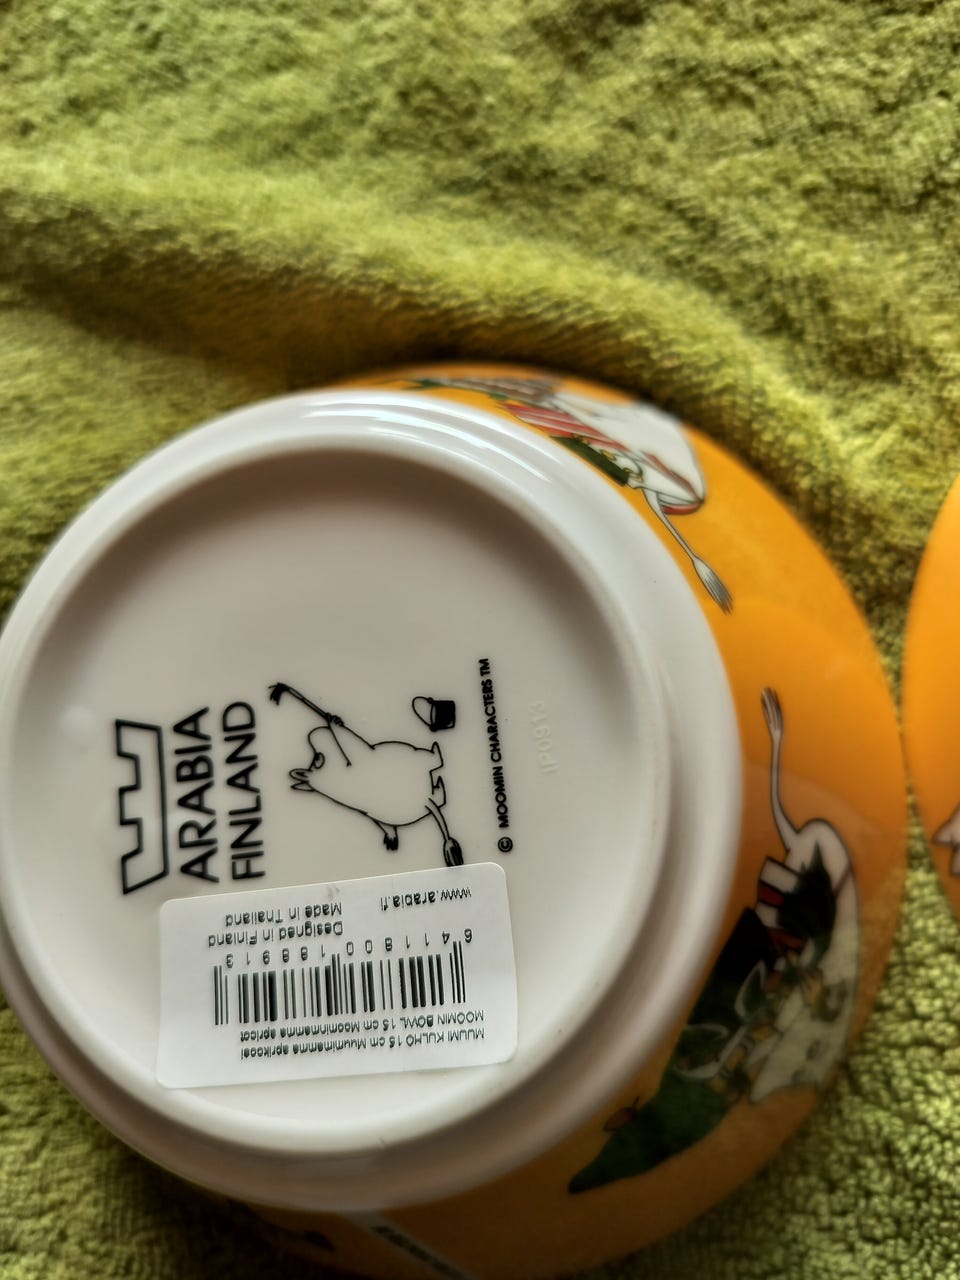 ARABIA
FINLAND
© MOOMIN CHARACTERS TM
IP0913
MUUMI KULHO 15 cm Muumimamma aprikoosi
MOOMIN BOWL 15 cm Moominmamma apricot
6 411800 188913
Designed in Finland
Made in Thailand
www.arabia.fi